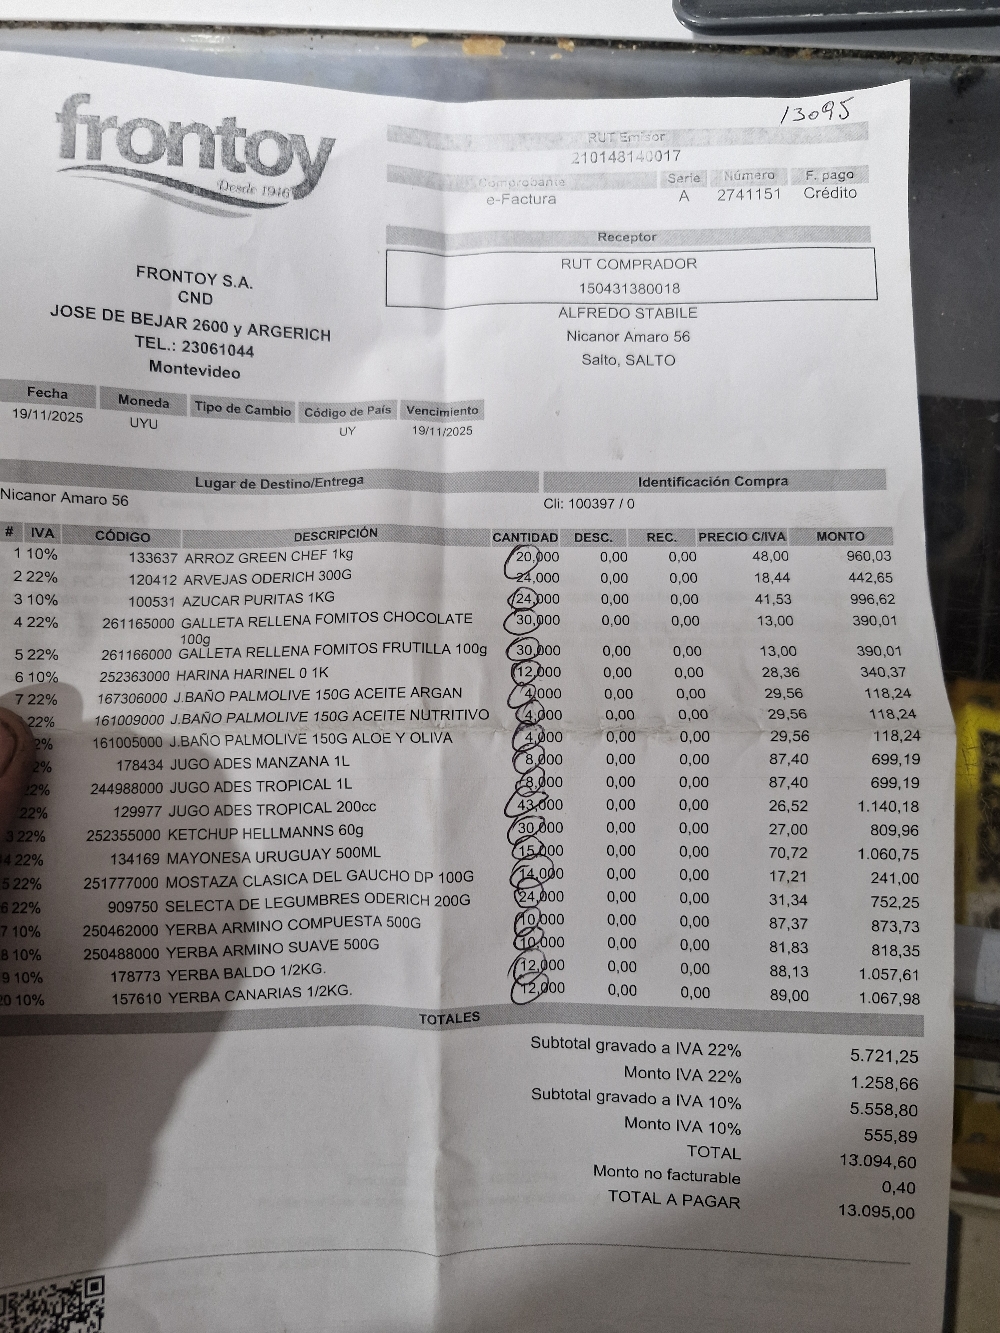 13095
frontoy
Desde 1946
RUT Emisor
210148140017
Comprobante Serie Número F. pago
e-Factura A 2741151 Crédito
Receptor
RUT COMPRADOR
150431380018
ALFREDO STABILE
Nicanor Amaro 56
Salto, SALTO
FRONTOY S.A.
CND
JOSE DE BEJAR 2600 y ARGERICH
TEL.: 23061044
Montevideo
Fecha Moneda Tipo de Cambio Código de País Vencimiento
19/11/2025 UYU UY 19/11/2025
Lugar de Destino/Entrega Identificación Compra
Nicanor Amaro 56 Cli: 100397 / 0
# IVA CÓDIGO DESCRIPCIÓN CANTIDAD DESC. REC. PRECIO C/IVA MONTO
1 10% 133637 ARROZ GREEN CHEF 1kg 20,000 0,00 0,00 48,00 960,03
2 22% 120412 ARVEJAS ODERICH 300G 24,000 0,00 0,00 18,44 442,65
3 10% 100531 AZUCAR PURITAS 1KG 24,000 0,00 0,00 41,53 996,62
4 22% 261165000 GALLETA RELLENA FOMITOS CHOCOLATE 30,000 0,00 0,00 13,00 390,01
100g
5 22% 261166000 GALLETA RELLENA FOMITOS FRUTILLA 100g 30,000 0,00 0,00 13,00 390,01
6 10% 252363000 HARINA HARINEL 0 1K 12,000 0,00 0,00 28,36 340,37
7 22% 167306000 J.BAÑO PALMOLIVE 150G ACEITE ARGAN 4,000 0,00 0,00 29,56 118,24
22% 161009000 J.BAÑO PALMOLIVE 150G ACEITE NUTRITIVO 4,000 0,00 0,00 29,56 118,24
2% 161005000 J.BAÑO PALMOLIVE 150G ALOE Y OLIVA 4,000 0,00 0,00 29,56 118,24
2% 178434 JUGO ADES MANZANA 1L 8,000 0,00 0,00 87,40 699,19
22% 244988000 JUGO ADES TROPICAL 1L 8,000 0,00 0,00 87,40 699,19
22% 129977 JUGO ADES TROPICAL 200cc 43,000 0,00 0,00 26,52 1.140,18
3 22% 252355000 KETCHUP HELLMANNS 60g 30,000 0,00 0,00 27,00 809,96
4 22% 134169 MAYONESA URUGUAY 500ML 15,000 0,00 0,00 70,72 1.060,75
5 22% 251777000 MOSTAZA CLASICA DEL GAUCHO DP 100G 14,000 0,00 0,00 17,21 241,00
6 22% 909750 SELECTA DE LEGUMBRES ODERICH 200G 24,000 0,00 0,00 31,34 752,25
7 10% 250462000 YERBA ARMINO COMPUESTA 500G 10,000 0,00 0,00 87,37 873,73
8 10% 250488000 YERBA ARMINO SUAVE 500G 10,000 0,00 0,00 81,83 818,35
9 10% 178773 YERBA BALDO 1/2KG. 12,000 0,00 0,00 88,13 1.057,61
20 10% 157610 YERBA CANARIAS 1/2KG. 12,000 0,00 0,00 89,00 1.067,98
TOTALES
Subtotal gravado a IVA 22% 5.721,25
Monto IVA 22% 1.258,66
Subtotal gravado a IVA 10% 5.558,80
Monto IVA 10% 555,89
TOTAL 13.094,60
Monto no facturable 0,40
TOTAL A PAGAR 13.095,00